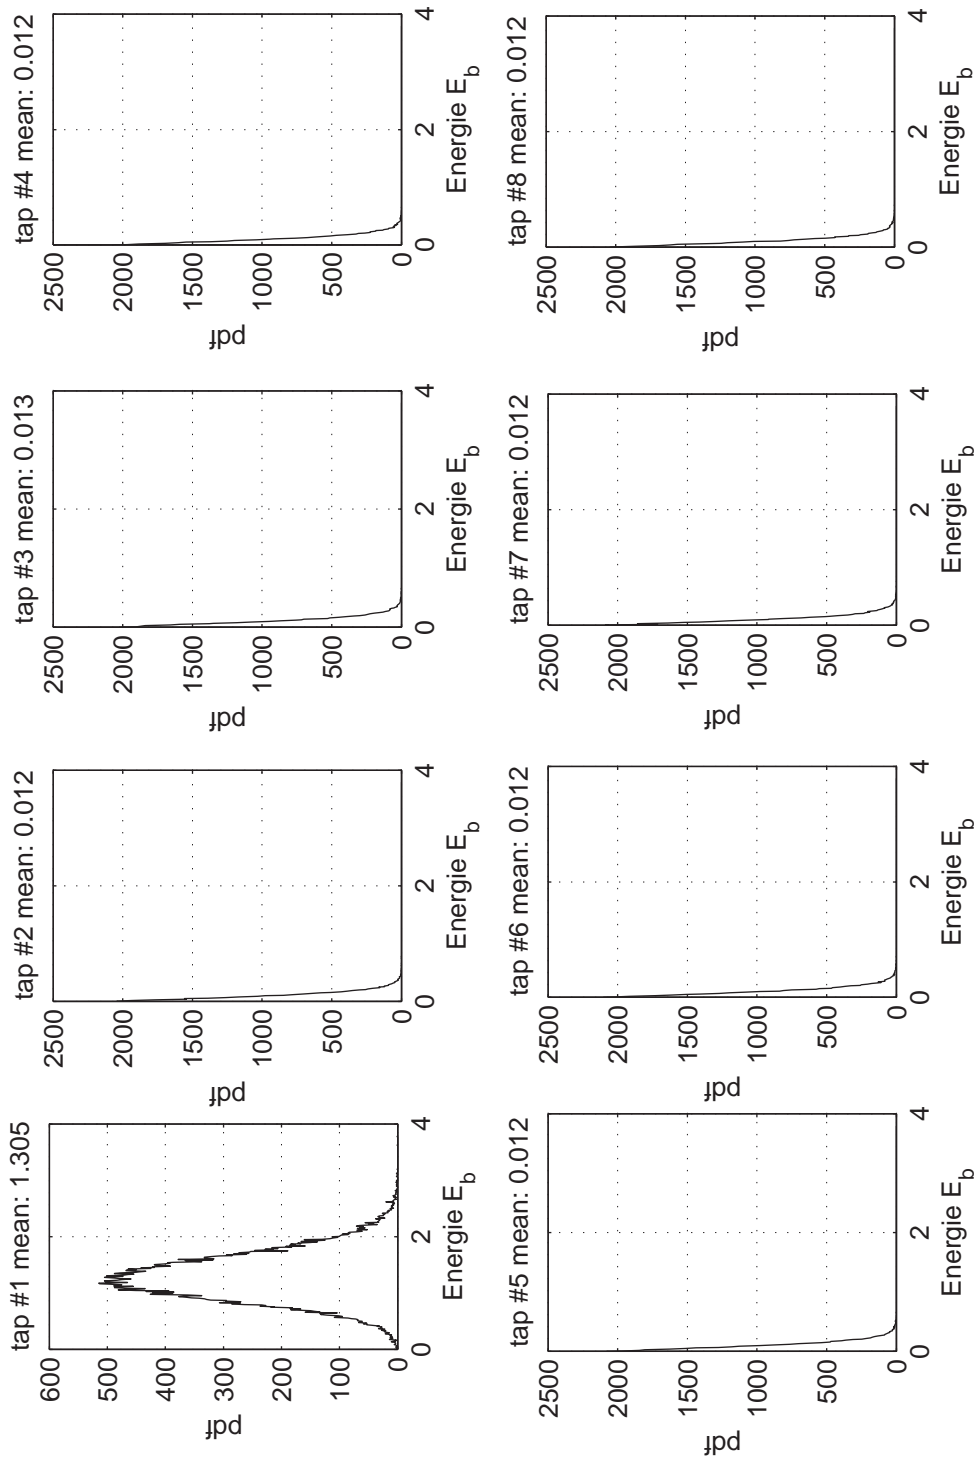 tap #1 mean: 1.305
600
500
400
300
200
100
0
pdf
0 2 4
Energie E_b
tap #2 mean: 0.012
2500
2000
1500
1000
500
0
pdf
0 2 4
Energie E_b
tap #3 mean: 0.013
2500
2000
1500
1000
500
0
pdf
0 2 4
Energie E_b
tap #4 mean: 0.012
2500
2000
1500
1000
500
0
pdf
0 2 4
Energie E_b
tap #5 mean: 0.012
2500
2000
1500
1000
500
0
pdf
0 2 4
Energie E_b
tap #6 mean: 0.012
2500
2000
1500
1000
500
0
pdf
0 2 4
Energie E_b
tap #7 mean: 0.012
2500
2000
1500
1000
500
0
pdf
0 2 4
Energie E_b
tap #8 mean: 0.012
2500
2000
1500
1000
500
0
pdf
0 2 4
Energie E_b